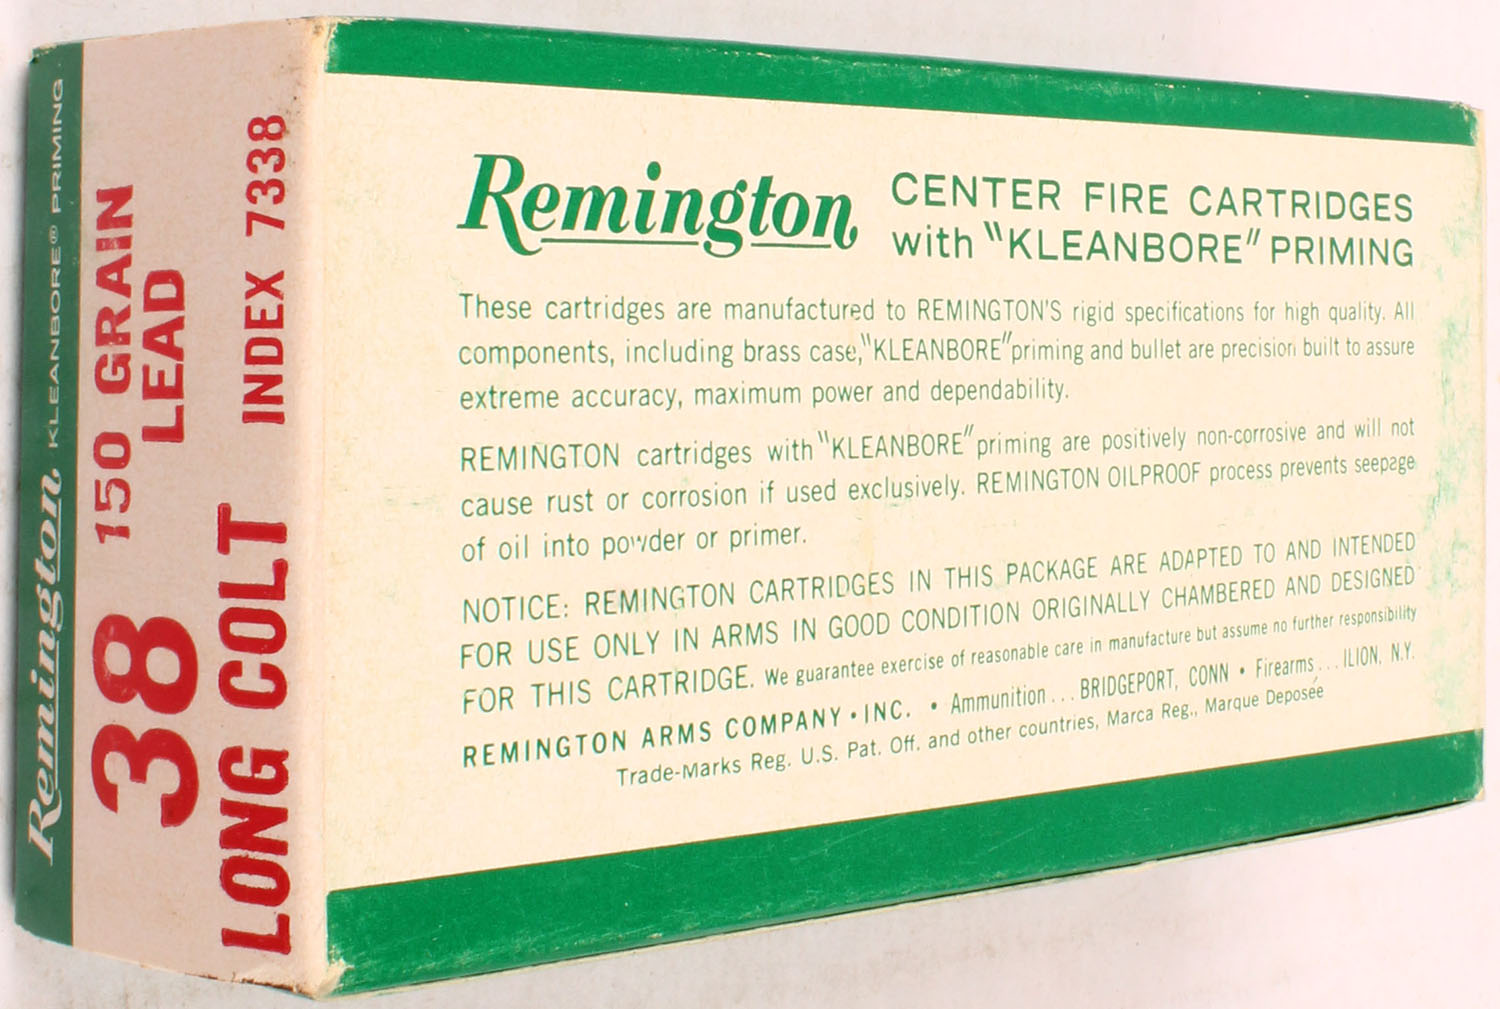 Remington KLEANBORE® PRIMING
38 150 GRAIN
LEAD
LONG COLT INDEX 7338
Remington
CENTER FIRE CARTRIDGES
with "KLEANBORE" PRIMING
These cartridges are manufactured to REMINGTON'S rigid specifications for high quality. All
components, including brass case, "KLEANBORE" priming and bullet are precision built to assure
extreme accuracy, maximum power and dependability.
REMINGTON cartridges with "KLEANBORE" priming are positively non-corrosive and will not
cause rust or corrosion if used exclusively. REMINGTON OILPROOF process prevents seepage
of oil into powder or primer.
NOTICE: REMINGTON CARTRIDGES IN THIS PACKAGE ARE ADAPTED TO AND INTENDED
FOR USE ONLY IN ARMS IN GOOD CONDITION ORIGINALLY CHAMBERED AND DESIGNED
FOR THIS CARTRIDGE. We guarantee exercise of reasonable care in manufacture but assume no further responsibility
REMINGTON ARMS COMPANY • INC. • Ammunition ... BRIDGEPORT, CONN • Firearms ... ILION, N.Y.
Trade-Marks Reg. U.S. Pat. Off. and other countries, Marca Reg., Marque Deposée